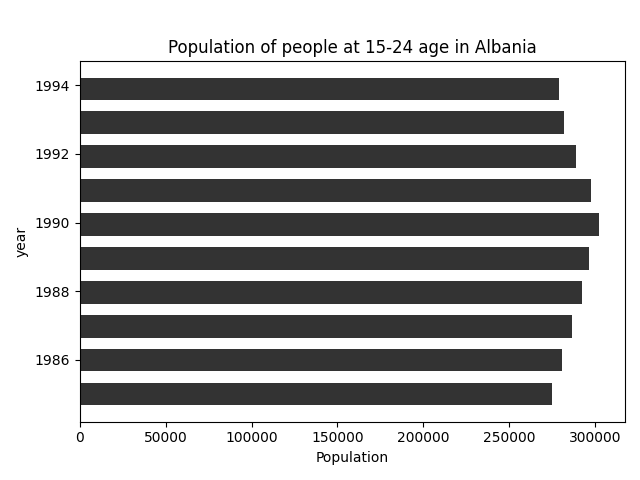 Population of people at 15-24 age in Albania
1994
1992
1990
year
1988
1986
0 50000 100000 150000 200000 250000 300000
Population